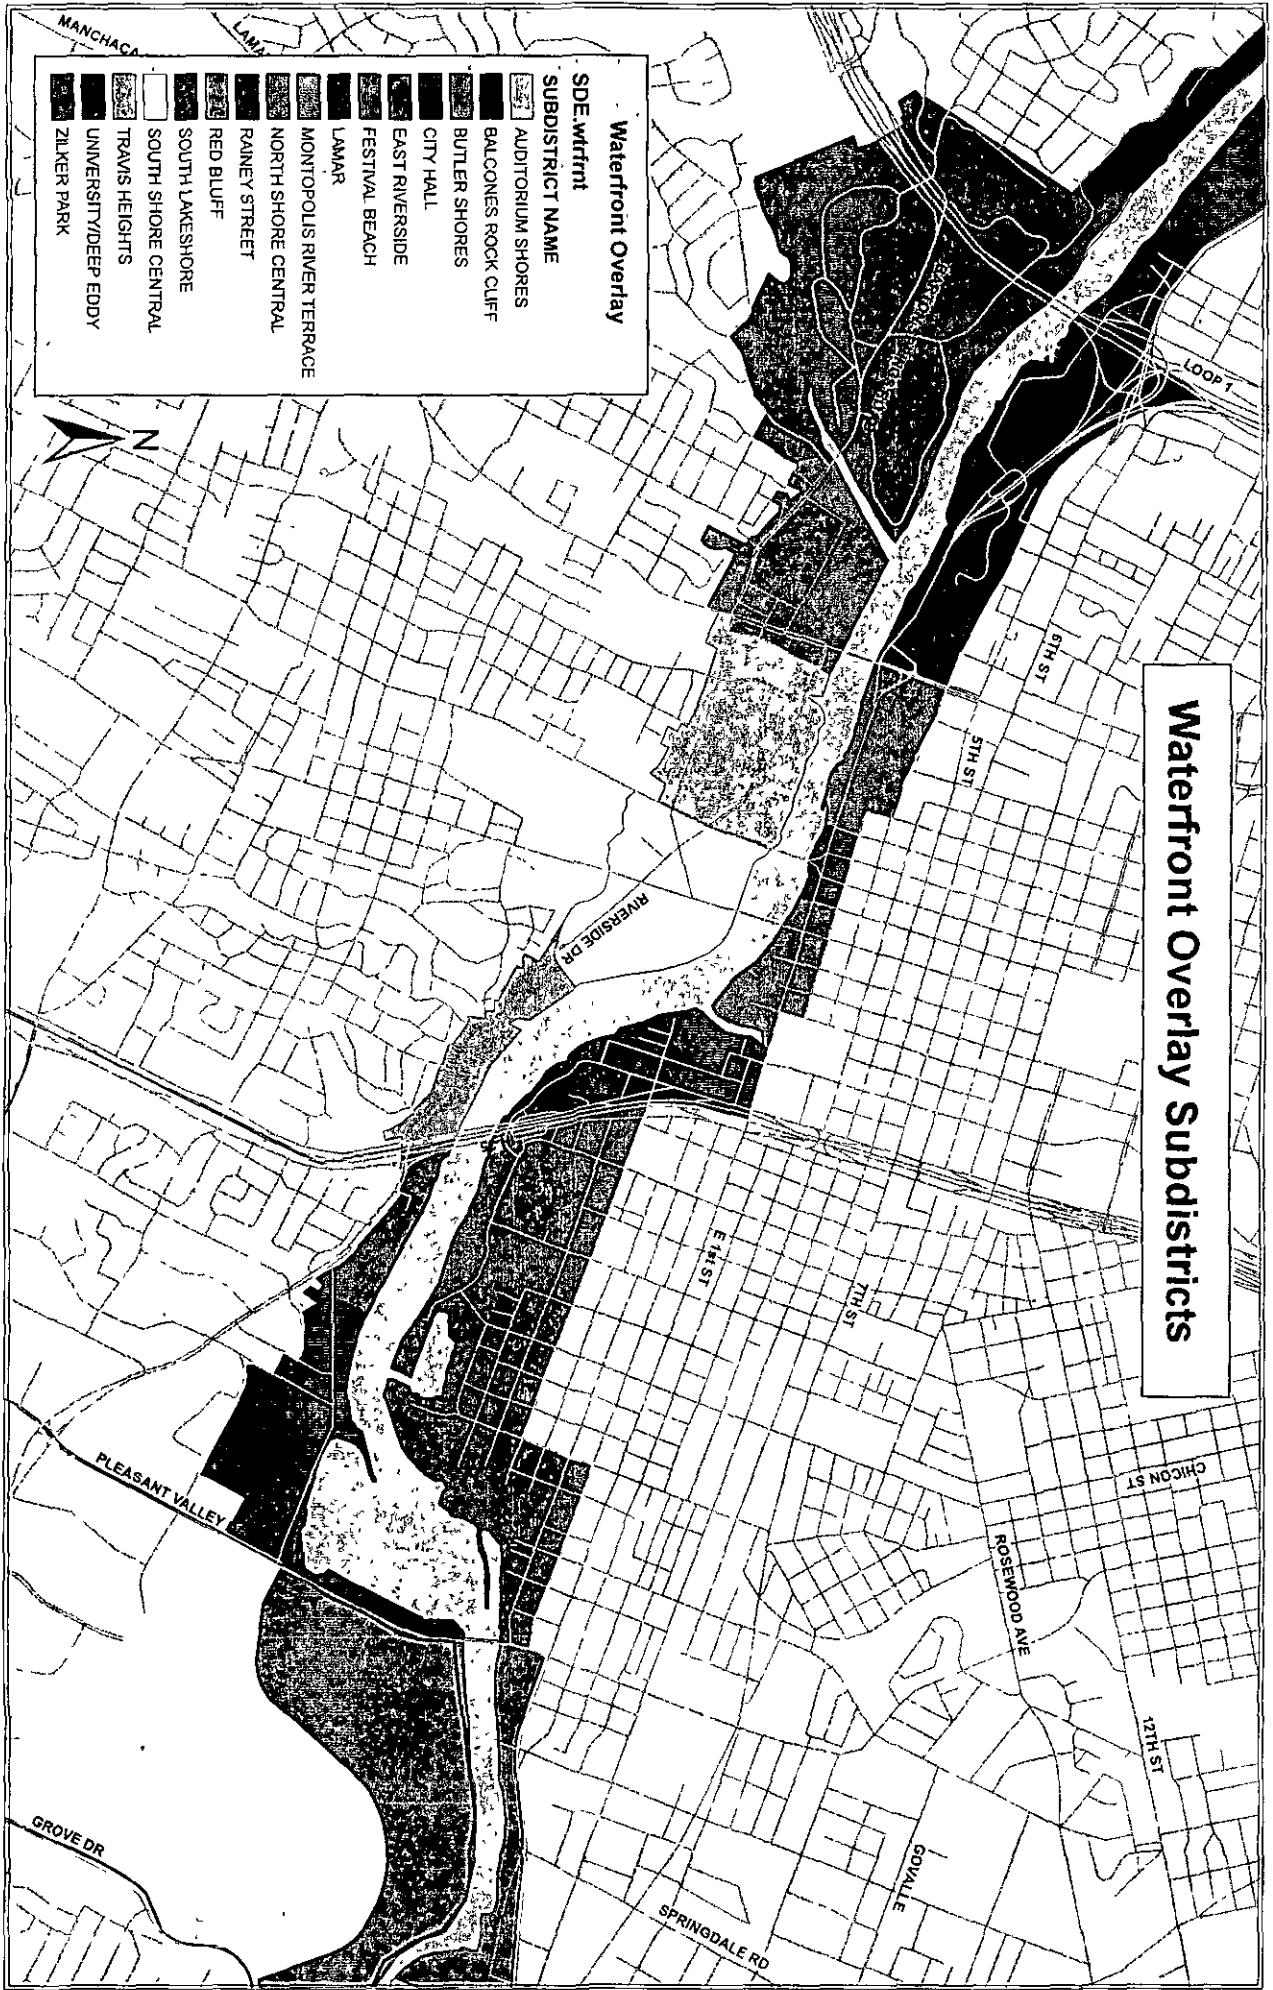 Waterfront Overlay Subdistricts
Waterfront Overlay
SDE.wtrfrnt
SUBDISTRICT NAME
AUDITORIUM SHORES
BALCONES ROCK CLIFF
BUTLER SHORES
CITY HALL
EAST RIVERSIDE
FESTIVAL BEACH
LAMAR
MONTOPOLIS RIVER TERRACE
NORTH SHORE CENTRAL
RAINEY STREET
RED BLUFF
SOUTH LAKESHORE
SOUTH SHORE CENTRAL
TRAVIS HEIGHTS
UNIVERSITY/DEEP EDDY
ZILKER PARK
N
MANCHACA
LAMA
LOOP 1
6TH ST
5TH ST
RIVERSIDE DR
E 1st ST
7TH ST
CHICON ST
ROSEWOOD AVE
12TH ST
PLEASANT VALLEY
GOVALLE
SPRINGDALE RD
GROVE DR